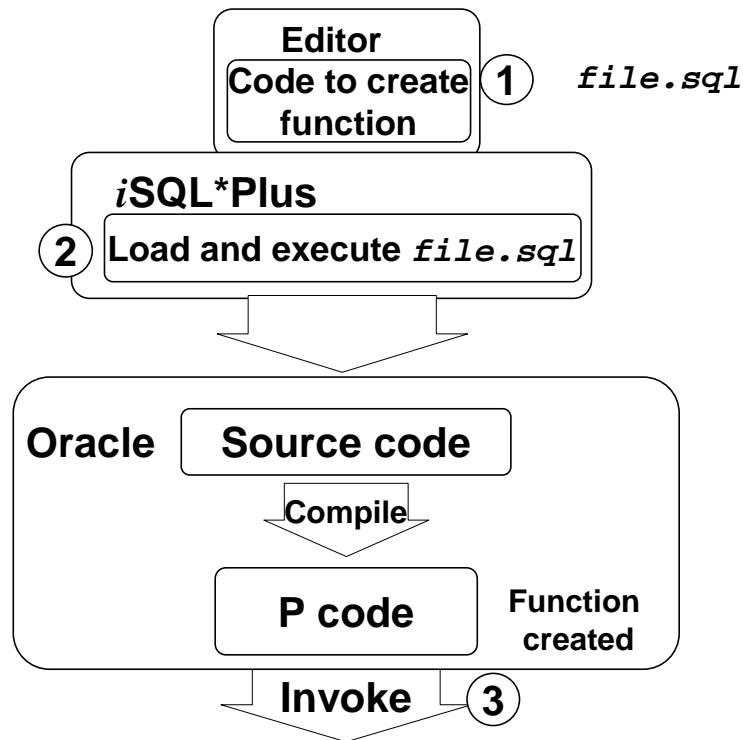 Editor
Code to create
function
1
file.sql
iSQL*Plus
2
Load and execute file.sql
Oracle
Source code
Compile
P code
Function
created
Invoke
3